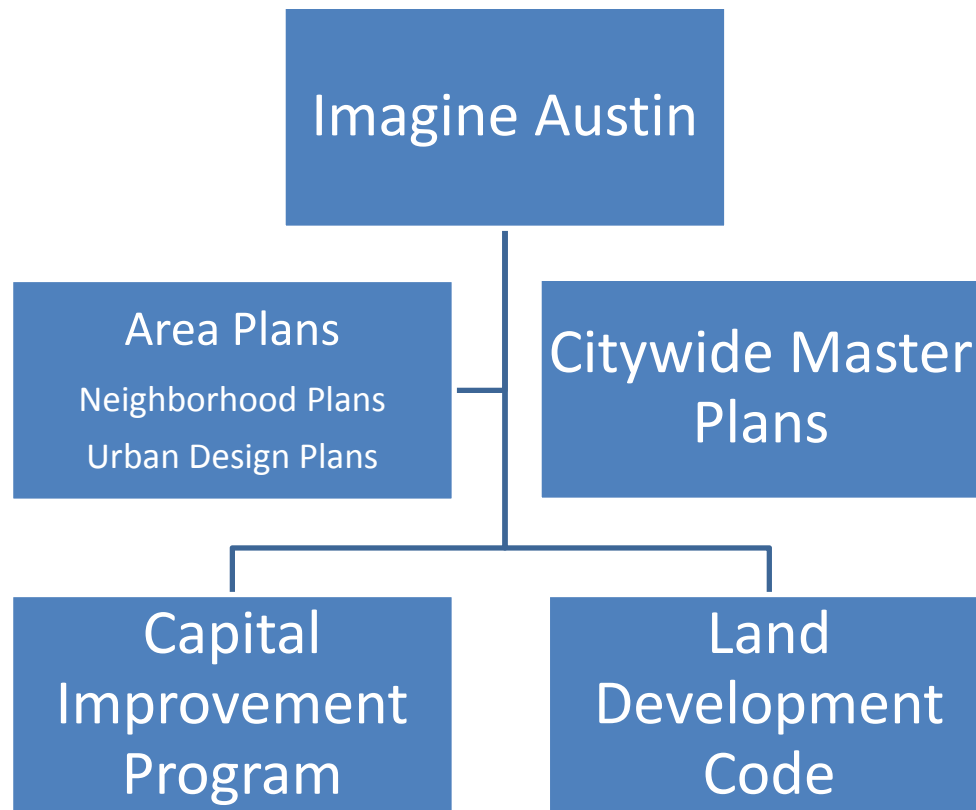 Imagine Austin
Area Plans
Neighborhood Plans
Urban Design Plans
Citywide Master
Plans
Capital
Improvement
Program
Land
Development
Code